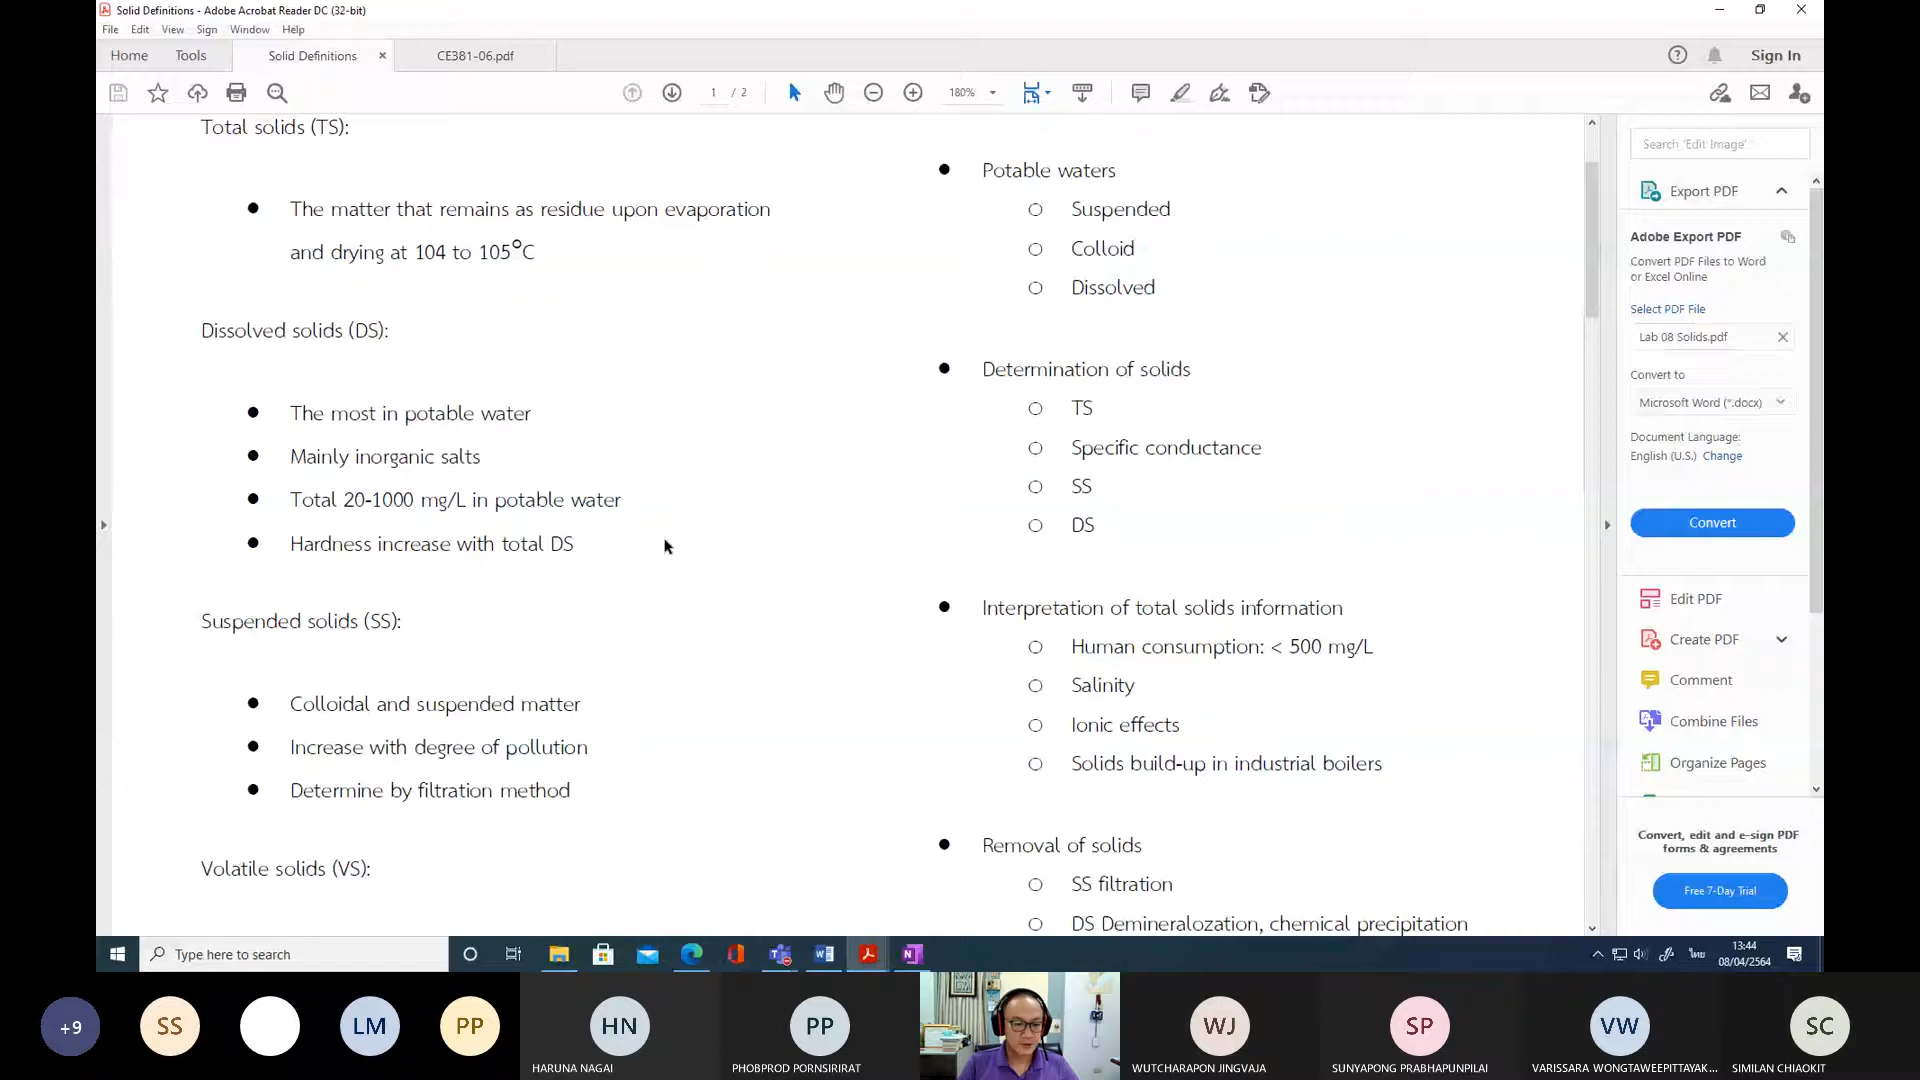 Solid Definitions - Adobe Acrobat Reader DC (32-bit)
File Edit View Sign Window Help
Home Tools Solid Definitions CE381-06.pdf Sign In
1 / 2 180%
Total solids (TS):
The matter that remains as residue upon evaporation
and drying at 104 to 105°C
Dissolved solids (DS):
The most in potable water
Mainly inorganic salts
Total 20-1000 mg/L in potable water
Hardness increase with total DS
Suspended solids (SS):
Colloidal and suspended matter
Increase with degree of pollution
Determine by filtration method
Volatile solids (VS):
Potable waters
Suspended
Colloid
Dissolved
Determination of solids
TS
Specific conductance
SS
DS
Interpretation of total solids information
Human consumption: < 500 mg/L
Salinity
Ionic effects
Solids build-up in industrial boilers
Removal of solids
SS filtration
DS Demineralozation, chemical precipitation
Search 'Edit Image'
Export PDF
Adobe Export PDF
Convert PDF Files to Word
or Excel Online
Select PDF File
Lab 08 Solids.pdf
Convert to
Microsoft Word (*.docx)
Document Language:
English (U.S.) Change
Convert
Edit PDF
Create PDF
Comment
Combine Files
Organize Pages
Convert, edit and e-sign PDF
forms & agreements
Free 7-Day Trial
Type here to search
ไทย
13:44
08/04/2564
+9 SS LM PP HN PP WJ SP VW SC
HARUNA NAGAI PHOBPROD PORNSIRIRAT WUTCHARAPON JINGVAJA SUNYAPONG PRABHAPUNPILAI VARISSARA WONGTAWEEPITTAYAK... SIMILAN CHIAOKIT